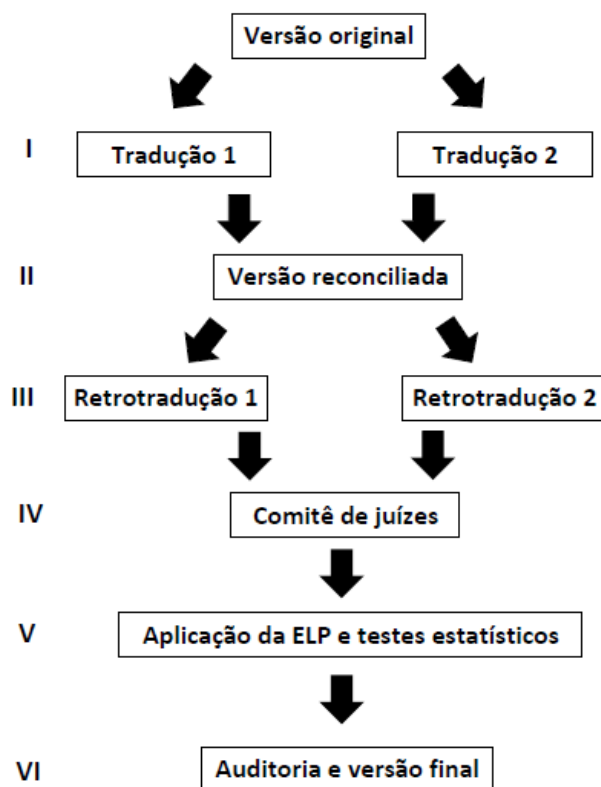 Versão original
I
Tradução 1
Tradução 2
II
Versão reconciliada
III
Retrotradução 1
Retrotradução 2
IV
Comitê de juízes
V
Aplicação da ELP e testes estatísticos
VI
Auditoria e versão final